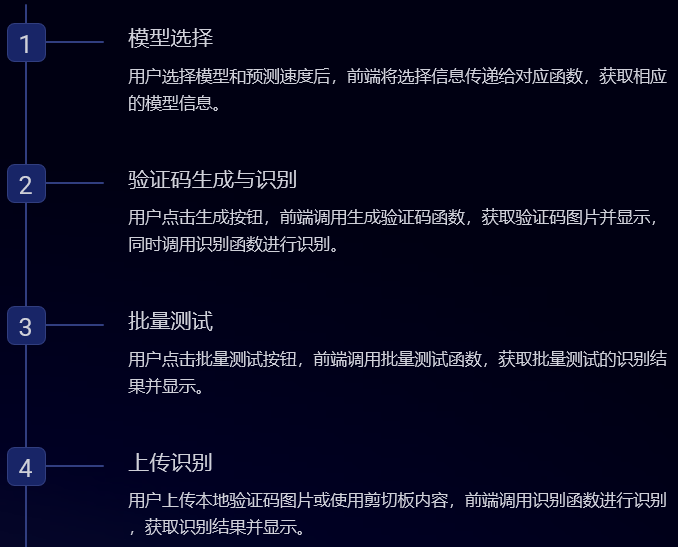 1
模型选择
用户选择模型和预测速度后，前端将选择信息传递给对应函数，获取相应
的模型信息。
2
验证码生成与识别
用户点击生成按钮，前端调用生成验证码函数，获取验证码图片并显示，
同时调用识别函数进行识别。
3
批量测试
用户点击批量测试按钮，前端调用批量测试函数，获取批量测试的识别结
果并显示。
4
上传识别
用户上传本地验证码图片或使用剪切板内容，前端调用识别函数进行识别
，获取识别结果并显示。